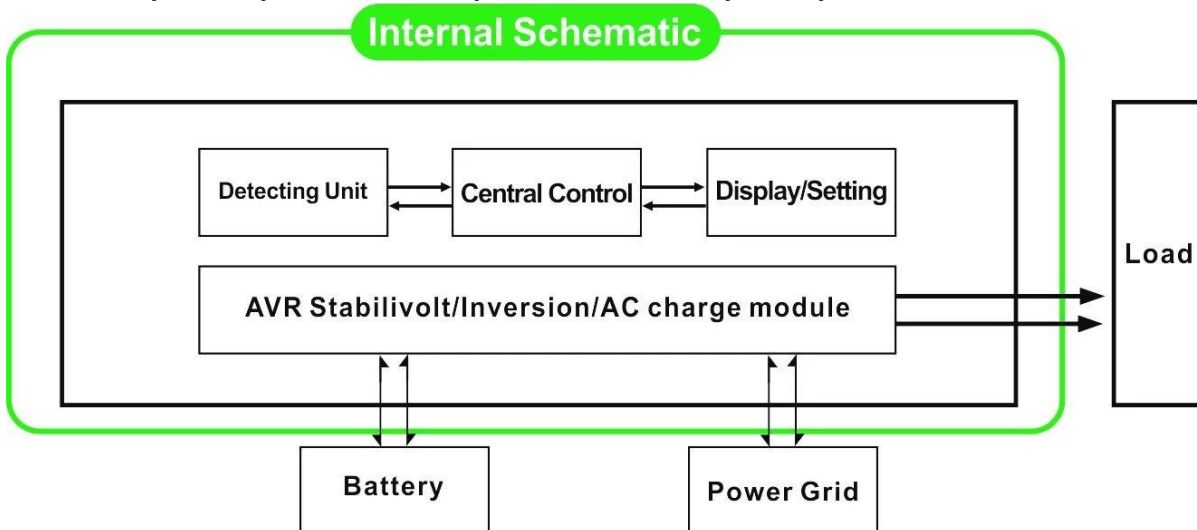 Internal Schematic
Detecting Unit
Central Control
Display/Setting
AVR Stabilivolt/Inversion/AC charge module
Load
Battery
Power Grid